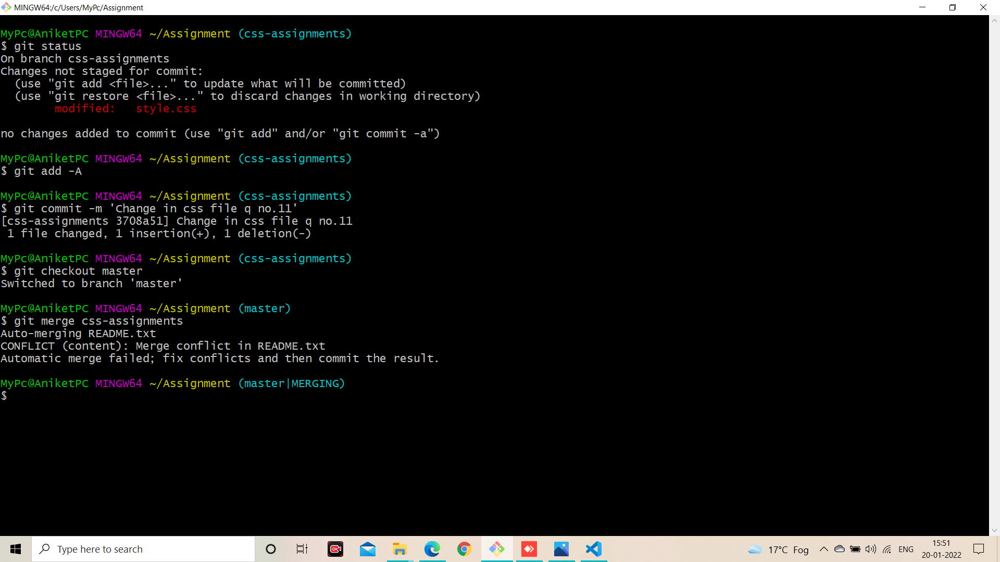 MINGW64:/c/Users/MyPc/Assignment
MyPc@AniketPC MINGW64 ~/Assignment (css-assignments)
$ git status
On branch css-assignments
Changes not staged for commit:
  (use "git add <file>..." to update what will be committed)
  (use "git restore <file>..." to discard changes in working directory)
        modified:   style.css
no changes added to commit (use "git add" and/or "git commit -a")
MyPc@AniketPC MINGW64 ~/Assignment (css-assignments)
$ git add -A
MyPc@AniketPC MINGW64 ~/Assignment (css-assignments)
$ git commit -m 'Change in css file q no.11'
[css-assignments 3708a51] Change in css file q no.11
 1 file changed, 1 insertion(+), 1 deletion(-)
MyPc@AniketPC MINGW64 ~/Assignment (css-assignments)
$ git checkout master
Switched to branch 'master'
MyPc@AniketPC MINGW64 ~/Assignment (master)
$ git merge css-assignments
Auto-merging README.txt
CONFLICT (content): Merge conflict in README.txt
Automatic merge failed; fix conflicts and then commit the result.
MyPc@AniketPC MINGW64 ~/Assignment (master|MERGING)
$
Type here to search
17°C Fog
ENG
15:51
20-01-2022